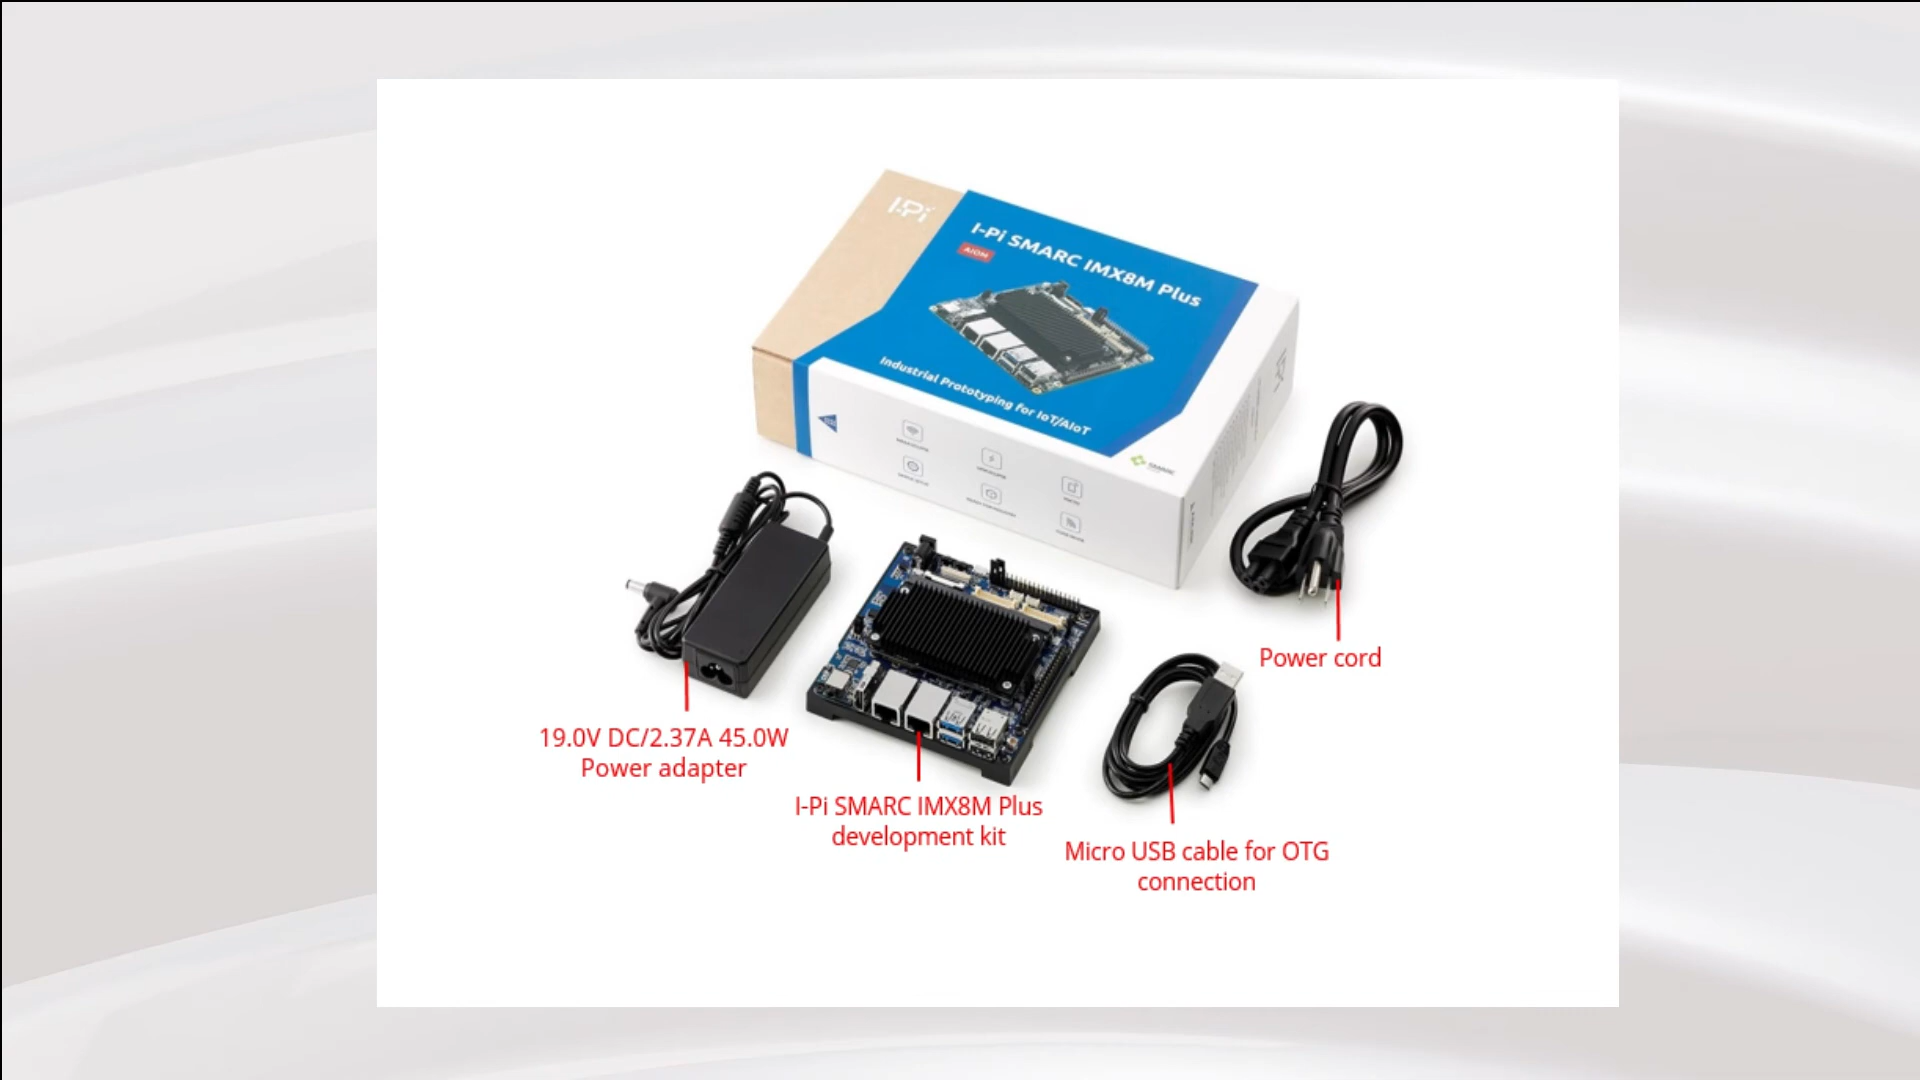 I-Pi
I-Pi SMARC IMX8M Plus
Industrial Prototyping for IoT/AIoT
SMARC
Power cord
19.0V DC/2.37A 45.0W
Power adapter
I-Pi SMARC IMX8M Plus
development kit
Micro USB cable for OTG
connection